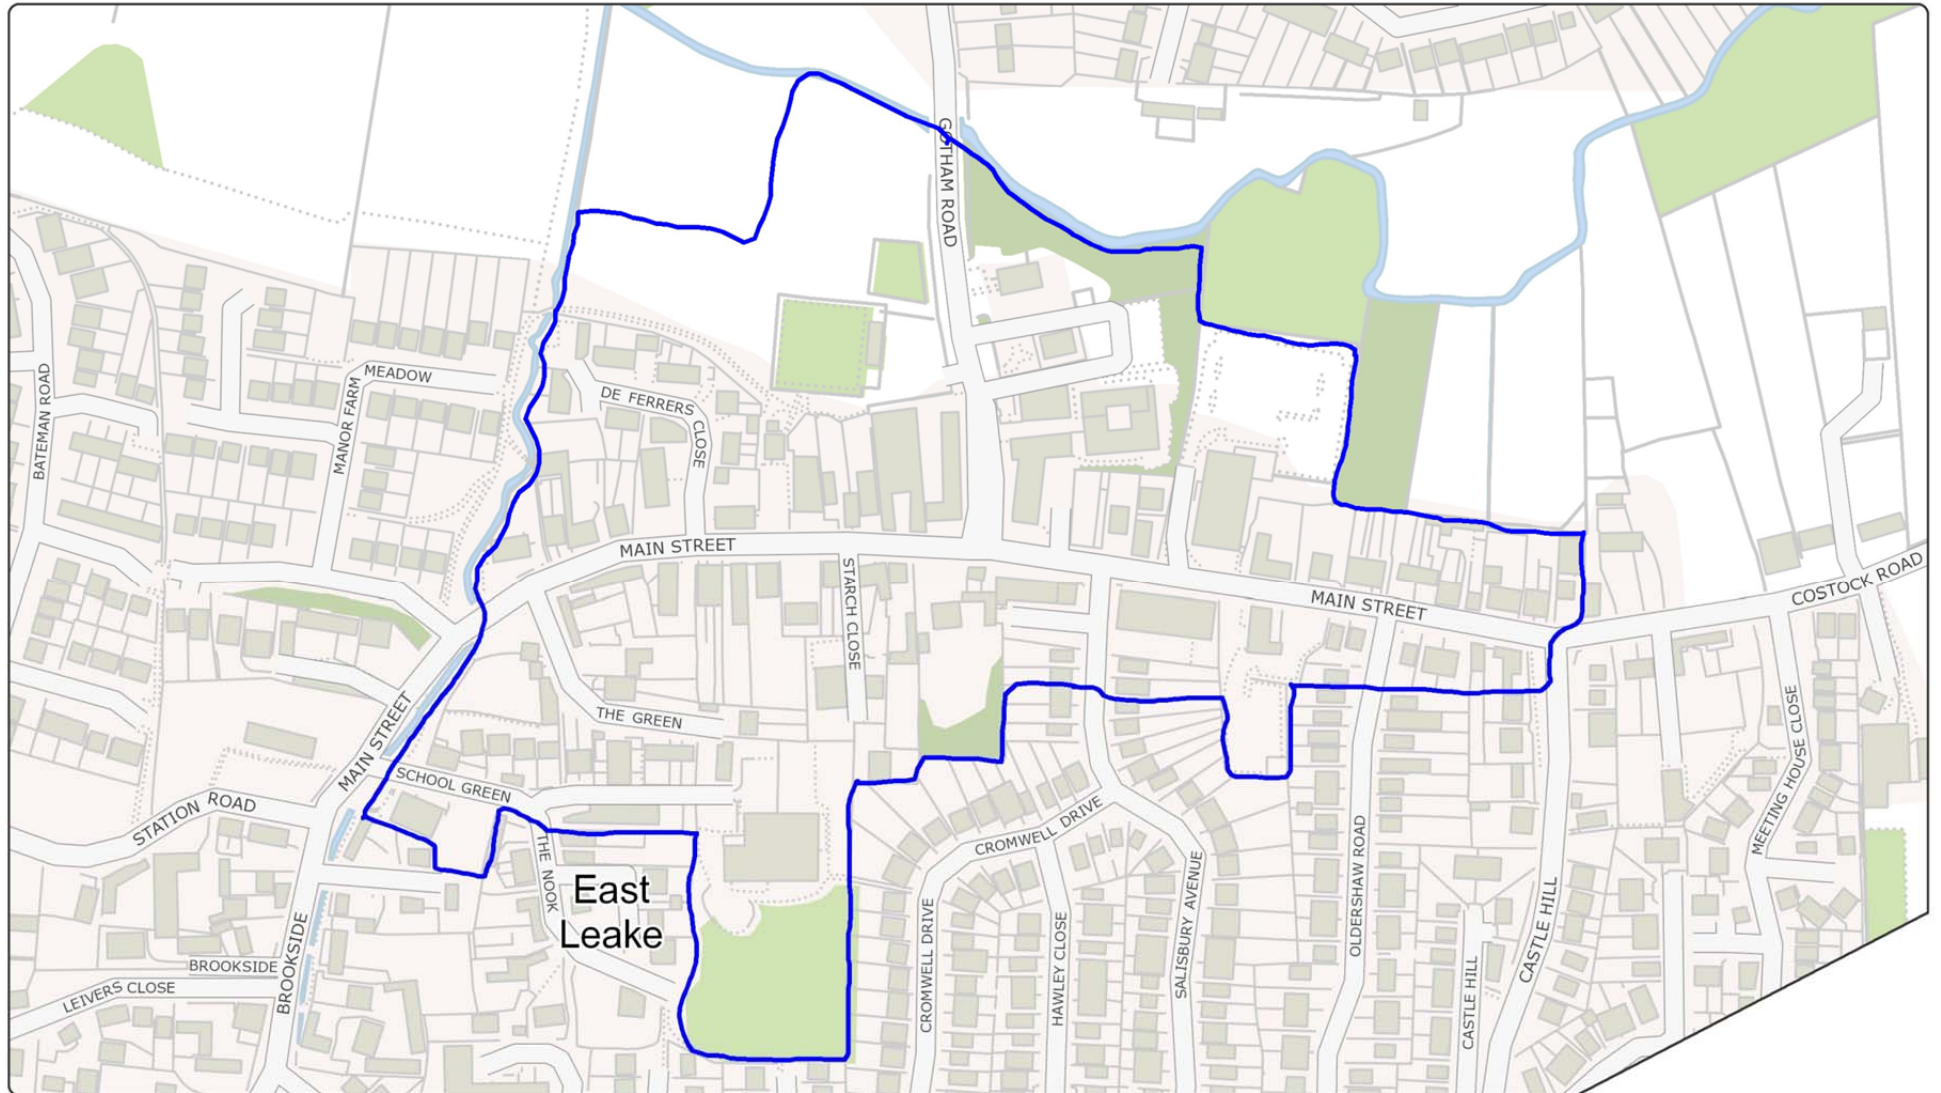 GOTHAM ROAD
MEADOW
MANOR FARM
BATEMAN ROAD
DE FERRERS
CLOSE
MAIN STREET
STARCH CLOSE
MAIN STREET
COSTOCK ROAD
MAIN STREET
THE GREEN
SCHOOL GREEN
STATION ROAD
THE NOOK
East
Leake
CROMWELL DRIVE
MEETING HOUSE CLOSE
OLDERSHAW ROAD
SALISBURY AVENUE
CROMWELL DRIVE
HAWLEY CLOSE
CASTLE HILL
CASTLE HILL
BROOKSIDE
BROOKSIDE
LEIVERS CLOSE